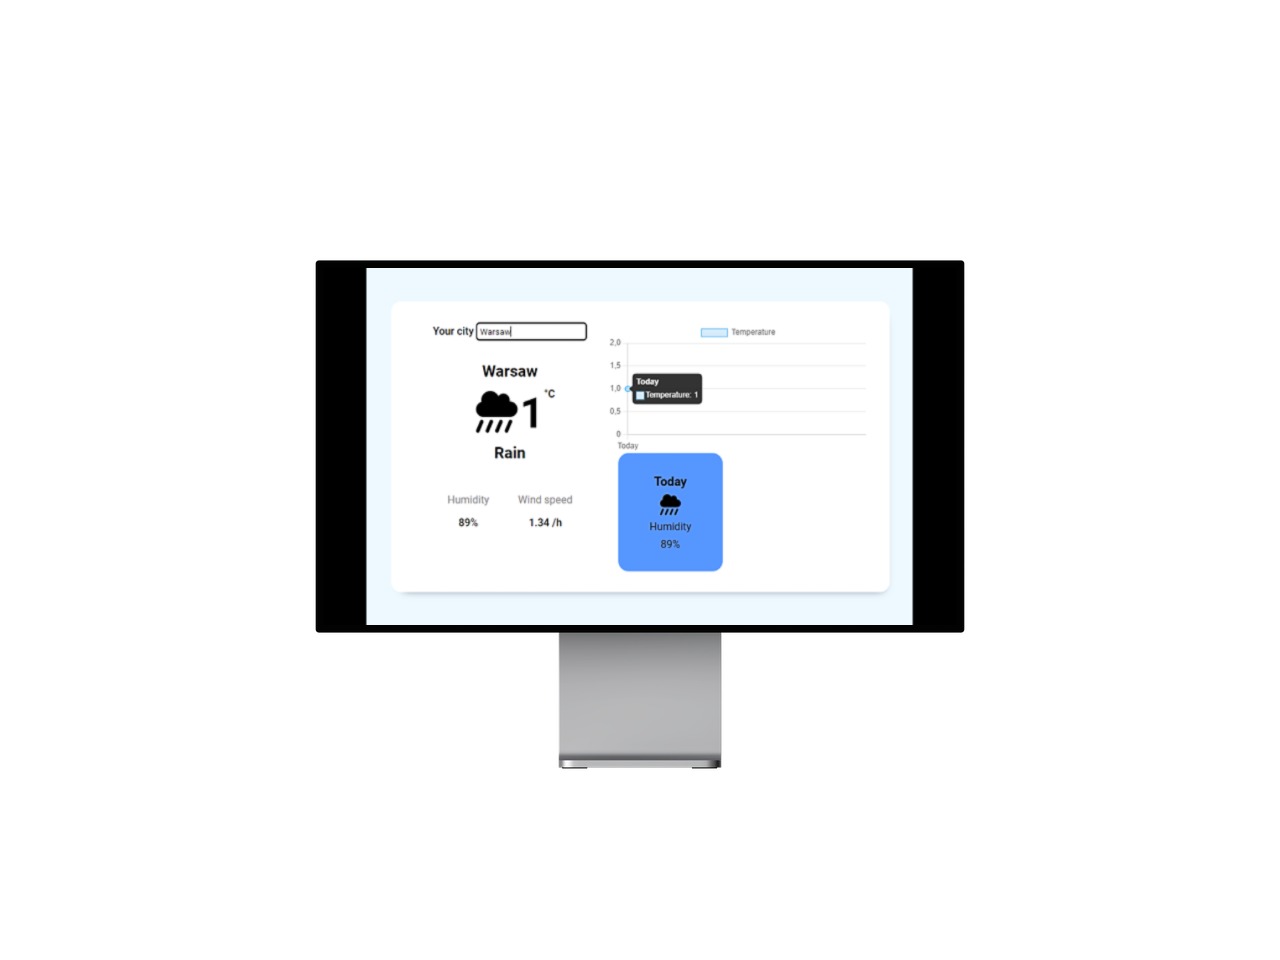 Your city Warsaw
Warsaw
1 °C
Rain
Humidity Wind speed
89% 1.34 /h
Temperature
2,0
1,5
1,0
0,5
0
Today
Temperature: 1
Today
Today
Humidity
89%